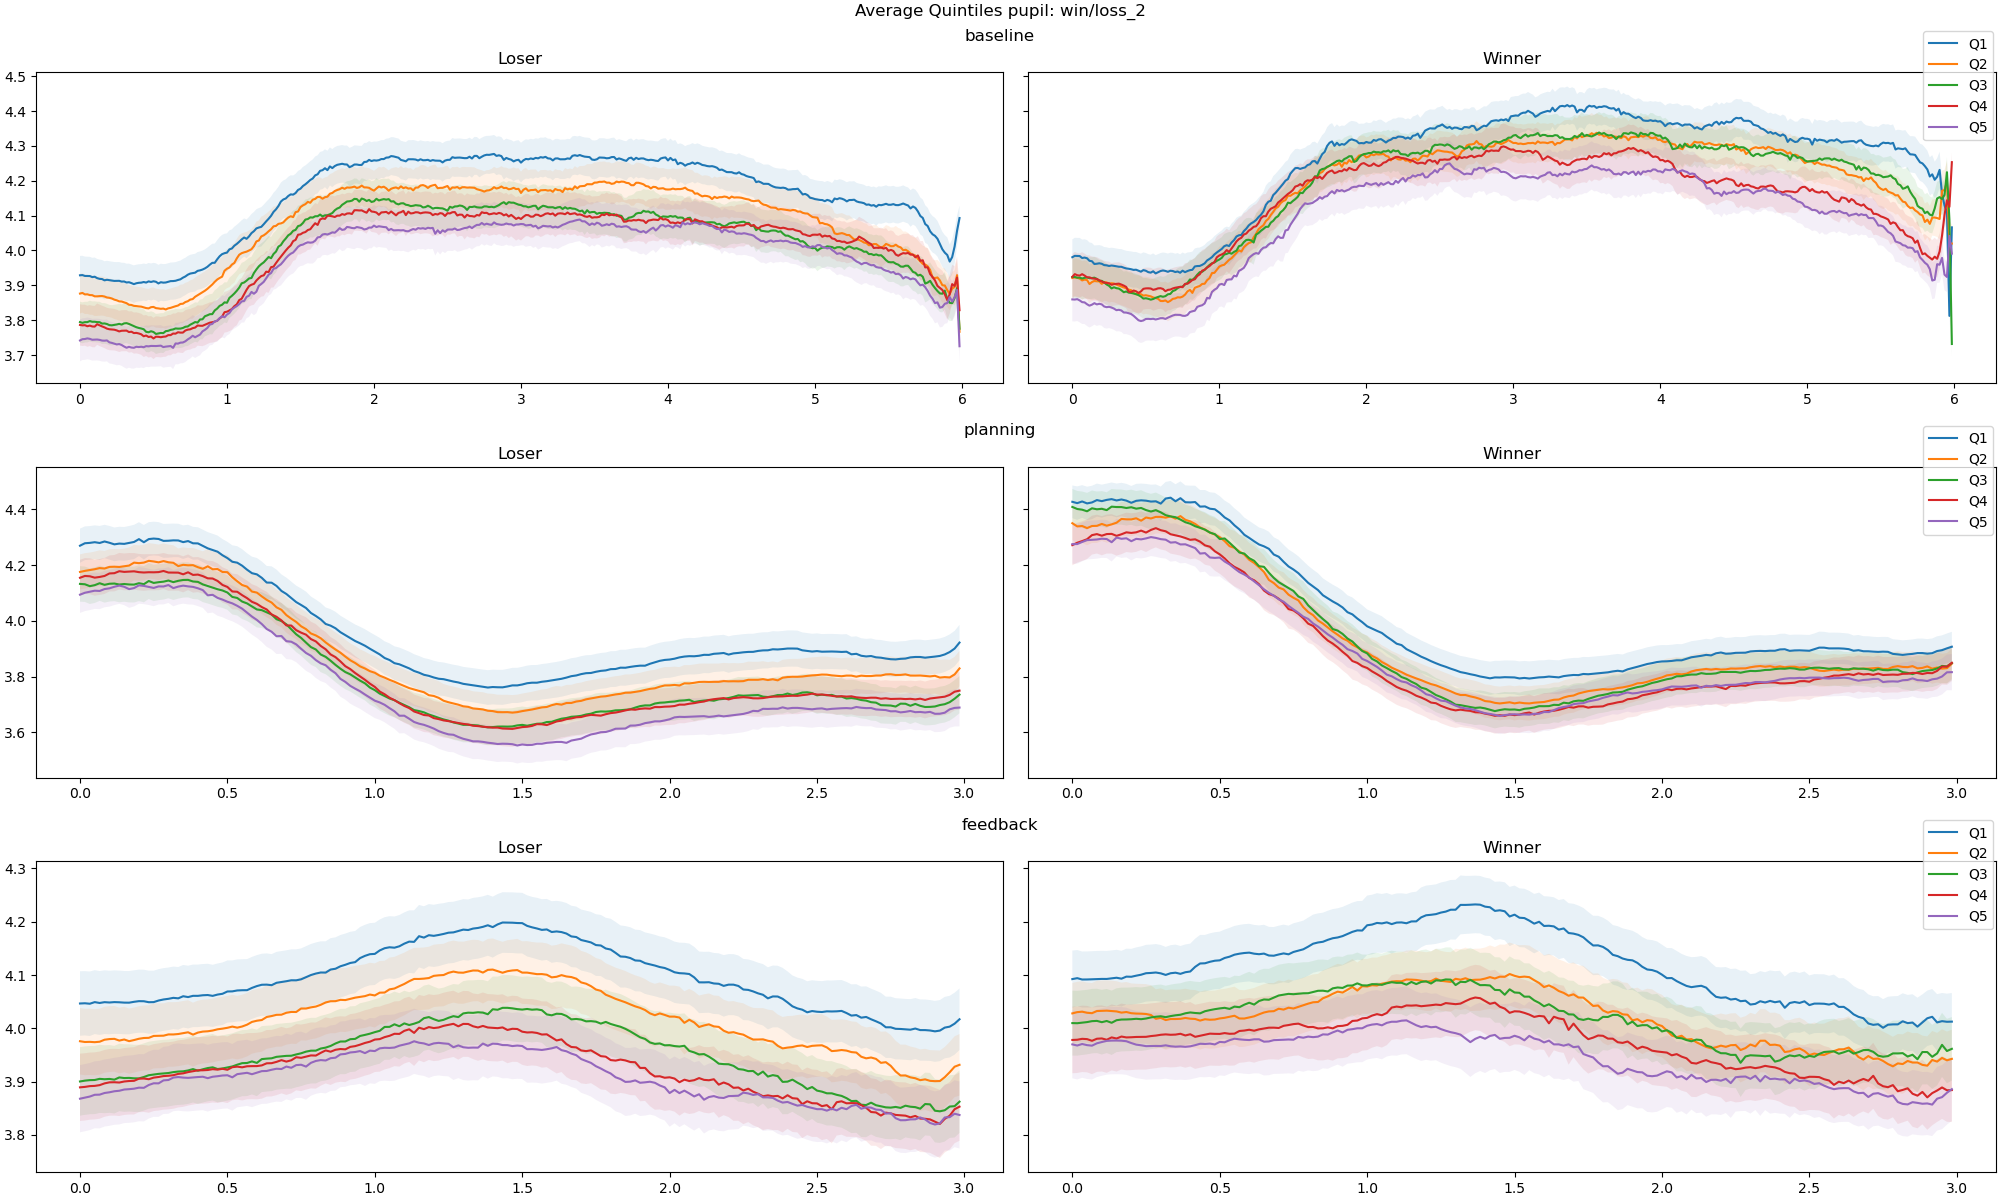 Average Quintiles pupil: win/loss_2
baseline
Loser
Winner
Q1
Q2
Q3
Q4
Q5
4.5
4.4
4.3
4.2
4.1
4.0
3.9
3.8
3.7
0 1 2 3 4 5 6
0 1 2 3 4 5 6
planning
Loser
Winner
Q1
Q2
Q3
Q4
Q5
4.4
4.2
4.0
3.8
3.6
0.0 0.5 1.0 1.5 2.0 2.5 3.0
0.0 0.5 1.0 1.5 2.0 2.5 3.0
feedback
Loser
Winner
Q1
Q2
Q3
Q4
Q5
4.3
4.2
4.1
4.0
3.9
3.8
0.0 0.5 1.0 1.5 2.0 2.5 3.0
0.0 0.5 1.0 1.5 2.0 2.5 3.0